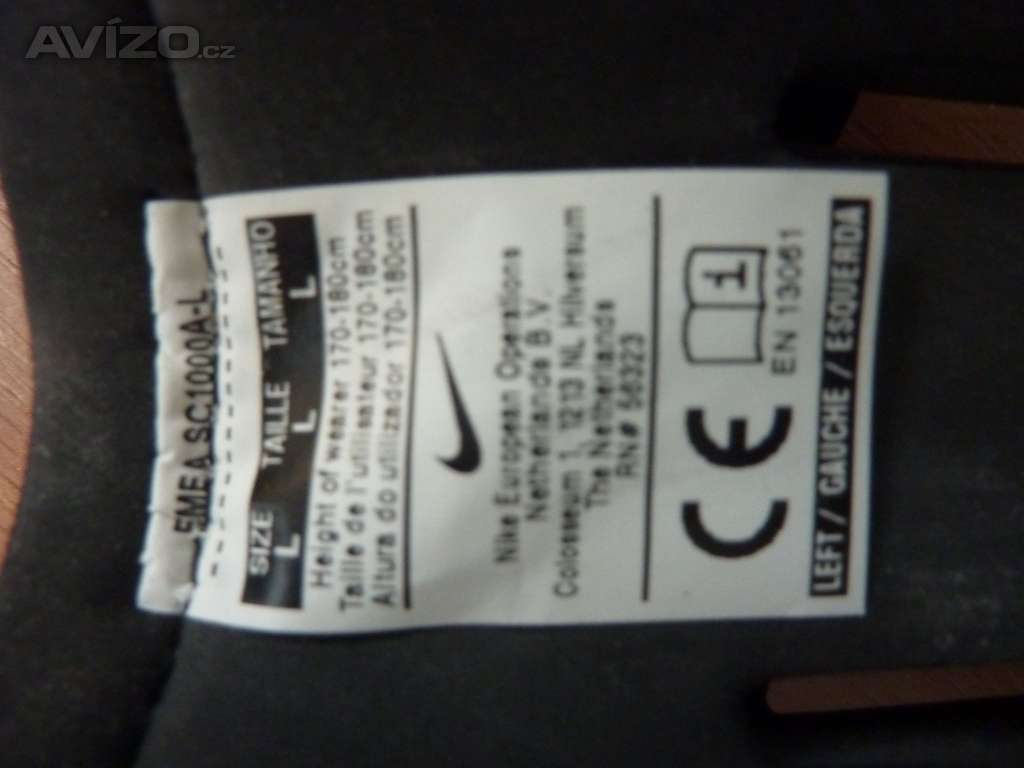 AVÍZO.cz
SME A SC1000A-L
SIZE TAILLE TAMANHO
L L L
Height of wearer 170-180cm
Taille de l'utilisateur 170-180cm
Altura do utilizador 170-180cm
Nike European Operations
Netherlands B.V.
Colosseum 1, 1213 NL Hilversum
The Netherlands
RN# 56323
CE i
EN 13061
LEFT / GAUCHE / ESQUERDA